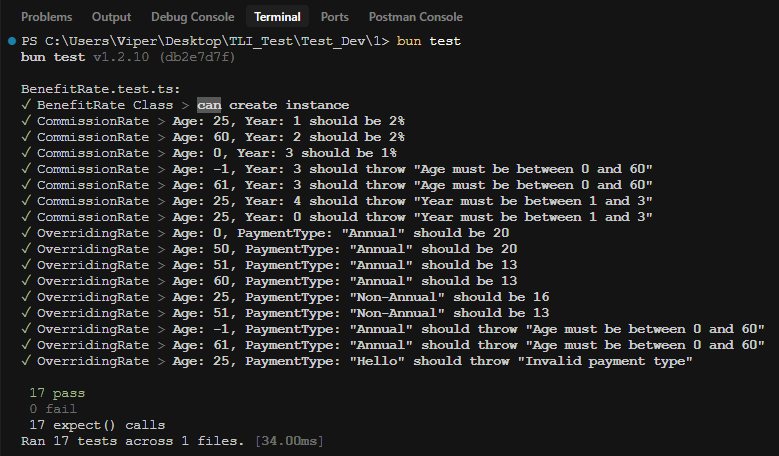 Problems Output Debug Console Terminal Ports Postman Console
PS C:\Users\Viper\Desktop\TLI_Test\Test_Dev\1> bun test
bun test v1.2.10 (db2e7d7f)
BenefitRate.test.ts:
✓ BenefitRate Class > can create instance
✓ CommissionRate > Age: 25, Year: 1 should be 2%
✓ CommissionRate > Age: 60, Year: 2 should be 2%
✓ CommissionRate > Age: 0, Year: 3 should be 1%
✓ CommissionRate > Age: -1, Year: 3 should throw "Age must be between 0 and 60"
✓ CommissionRate > Age: 61, Year: 3 should throw "Age must be between 0 and 60"
✓ CommissionRate > Age: 25, Year: 4 should throw "Year must be between 1 and 3"
✓ CommissionRate > Age: 25, Year: 0 should throw "Year must be between 1 and 3"
✓ OverridingRate > Age: 0, PaymentType: "Annual" should be 20
✓ OverridingRate > Age: 50, PaymentType: "Annual" should be 20
✓ OverridingRate > Age: 51, PaymentType: "Annual" should be 13
✓ OverridingRate > Age: 60, PaymentType: "Annual" should be 13
✓ OverridingRate > Age: 25, PaymentType: "Non-Annual" should be 16
✓ OverridingRate > Age: 51, PaymentType: "Non-Annual" should be 13
✓ OverridingRate > Age: -1, PaymentType: "Annual" should throw "Age must be between 0 and 60"
✓ OverridingRate > Age: 61, PaymentType: "Annual" should throw "Age must be between 0 and 60"
✓ OverridingRate > Age: 25, PaymentType: "Hello" should throw "Invalid payment type"
17 pass
0 fail
17 expect() calls
Ran 17 tests across 1 files. [34.00ms]